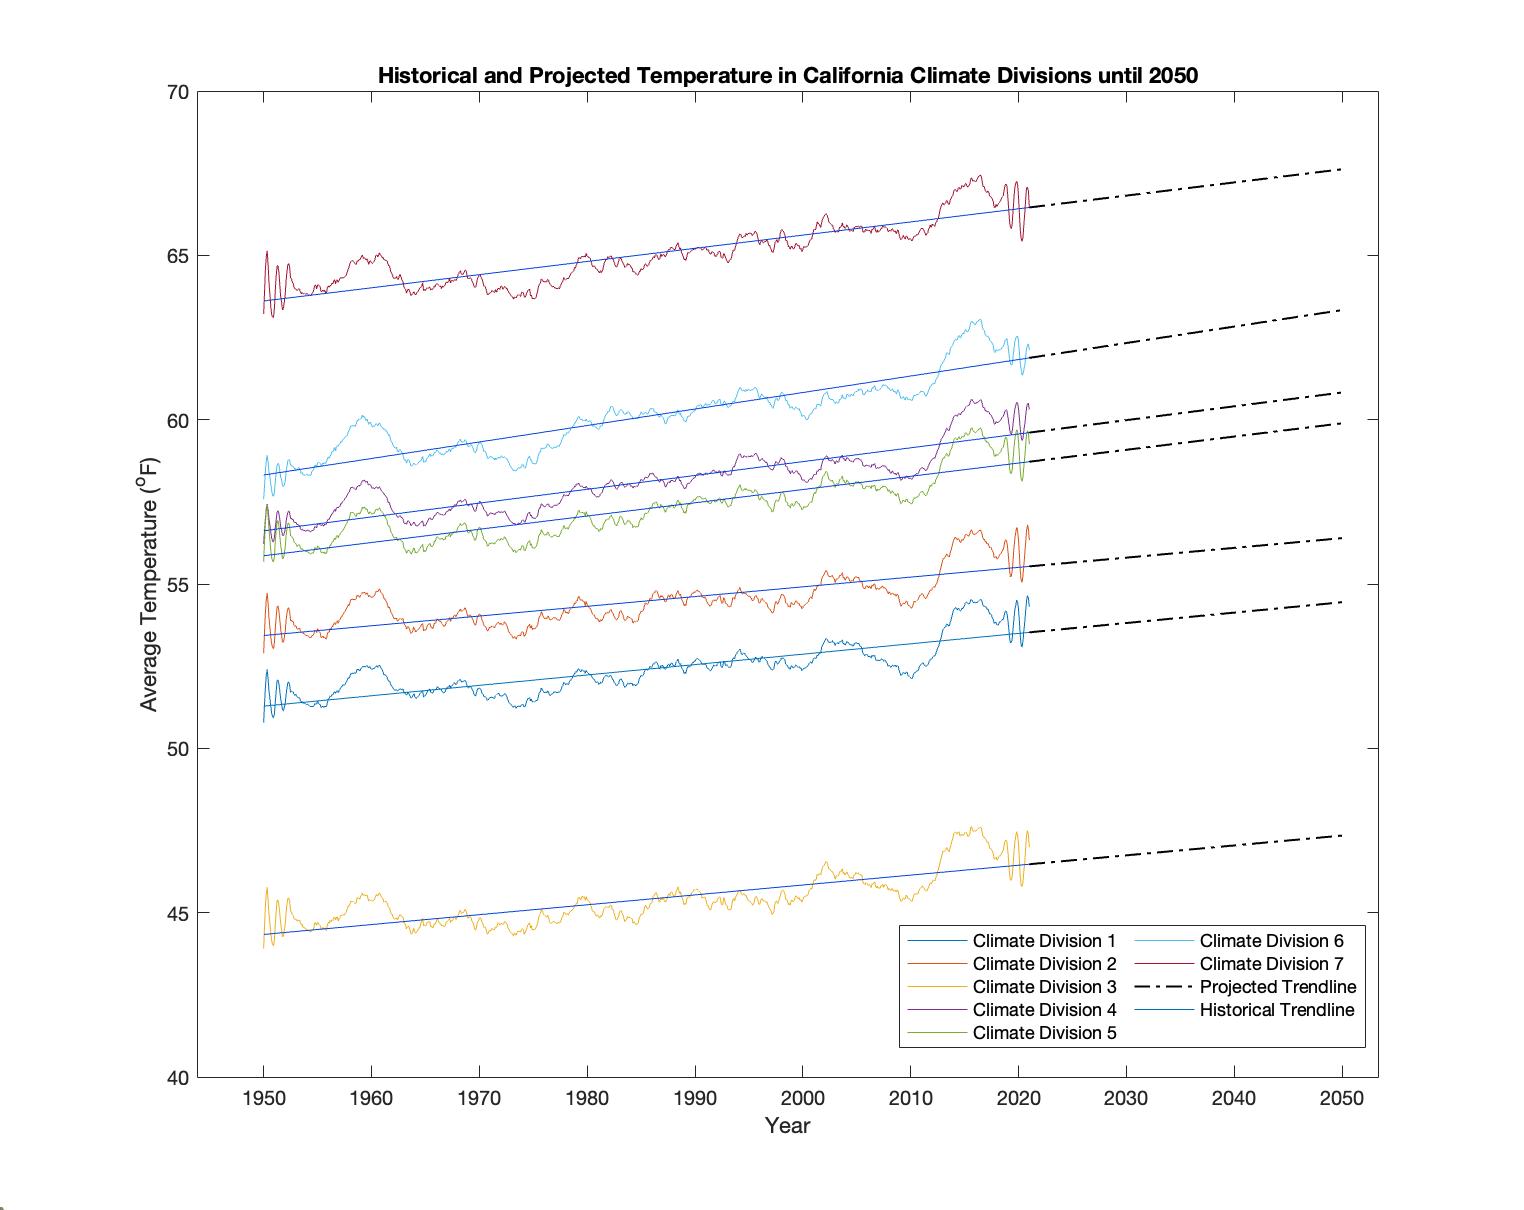 Historical and Projected Temperature in California Climate Divisions until 2050
70
65
60
55
50
45
40
Average Temperature (°F)
1950 1960 1970 1980 1990 2000 2010 2020 2030 2040 2050
Year
Climate Division 1
Climate Division 2
Climate Division 3
Climate Division 4
Climate Division 5
Climate Division 6
Climate Division 7
Projected Trendline
Historical Trendline